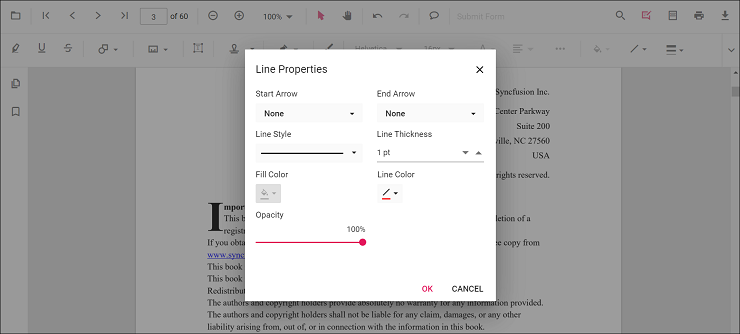 3 of 60 100% Submit Form
Helvetica 16px
Line Properties
Start Arrow End Arrow
None None
Line Style Line Thickness
1 pt
Fill Color Line Color
Opacity
100%
OK CANCEL
Syncfusion Inc.
Center Parkway
Suite 200
ville, NC 27560
USA
rights reserved.
Impor
This b letion of a
registr
If you obta ee copy from
www.sync
This book
This book
Redistribut
The authors and copyright holders provide absolutely no warranty for any information provided.
The authors and copyright holders shall not be liable for any claim, damages, or any other
liability arising from, out of, or in connection with the information in this book.